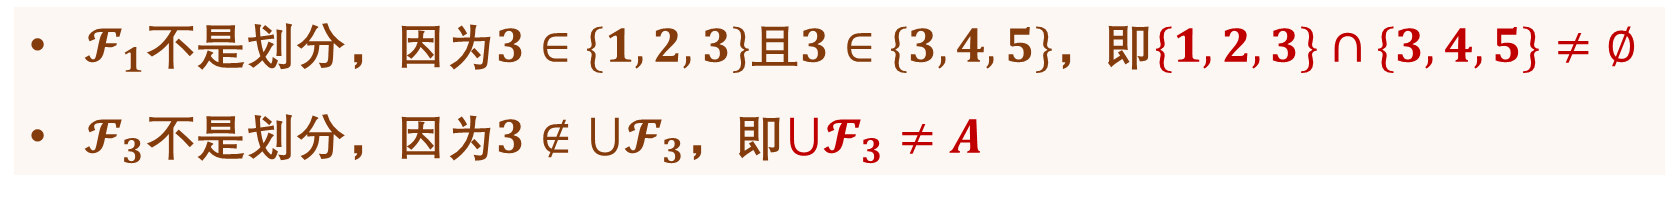 • 𝓕₁不是划分，因为3 ∈ {1, 2, 3}且3 ∈ {3, 4, 5}，即{1, 2, 3} ∩ {3, 4, 5} ≠ ∅
• 𝓕₃不是划分，因为3 ∉ ⋃𝓕₃，即⋃𝓕₃ ≠ A